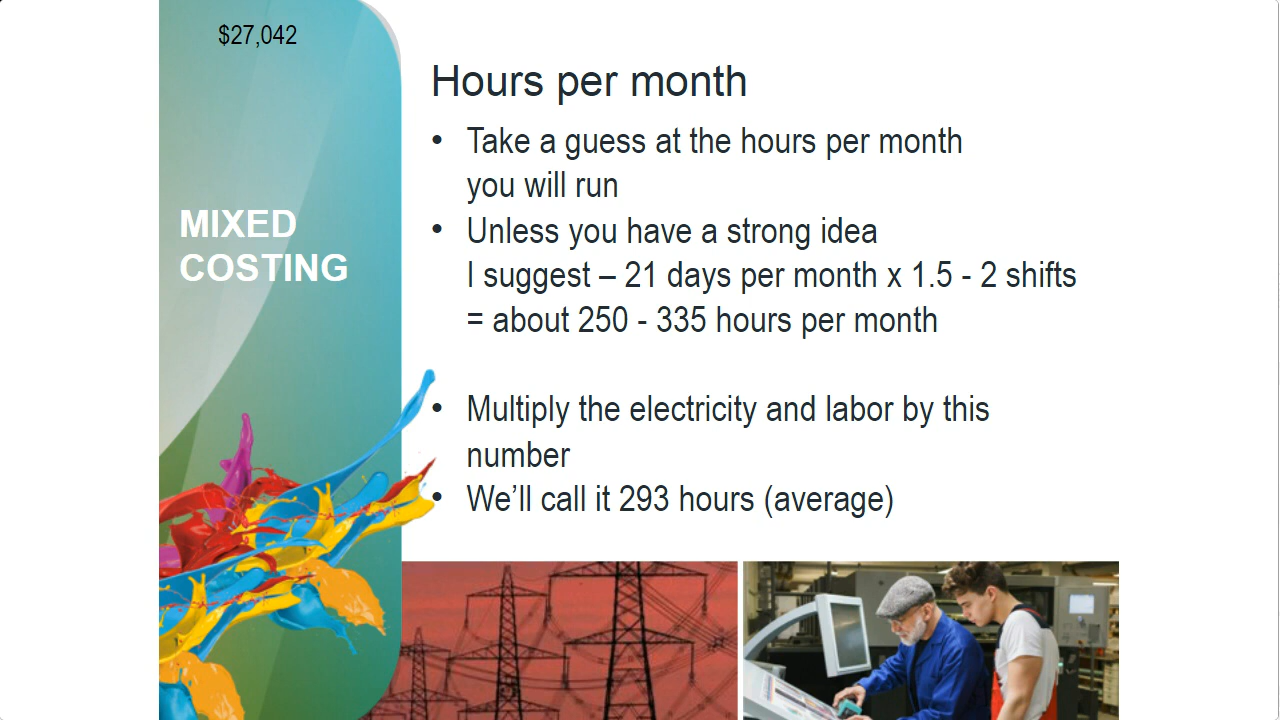 $27,042
MIXED
COSTING
Hours per month
• Take a guess at the hours per month
you will run
• Unless you have a strong idea
I suggest – 21 days per month x 1.5 - 2 shifts
= about 250 - 335 hours per month
• Multiply the electricity and labor by this
number
• We’ll call it 293 hours (average)